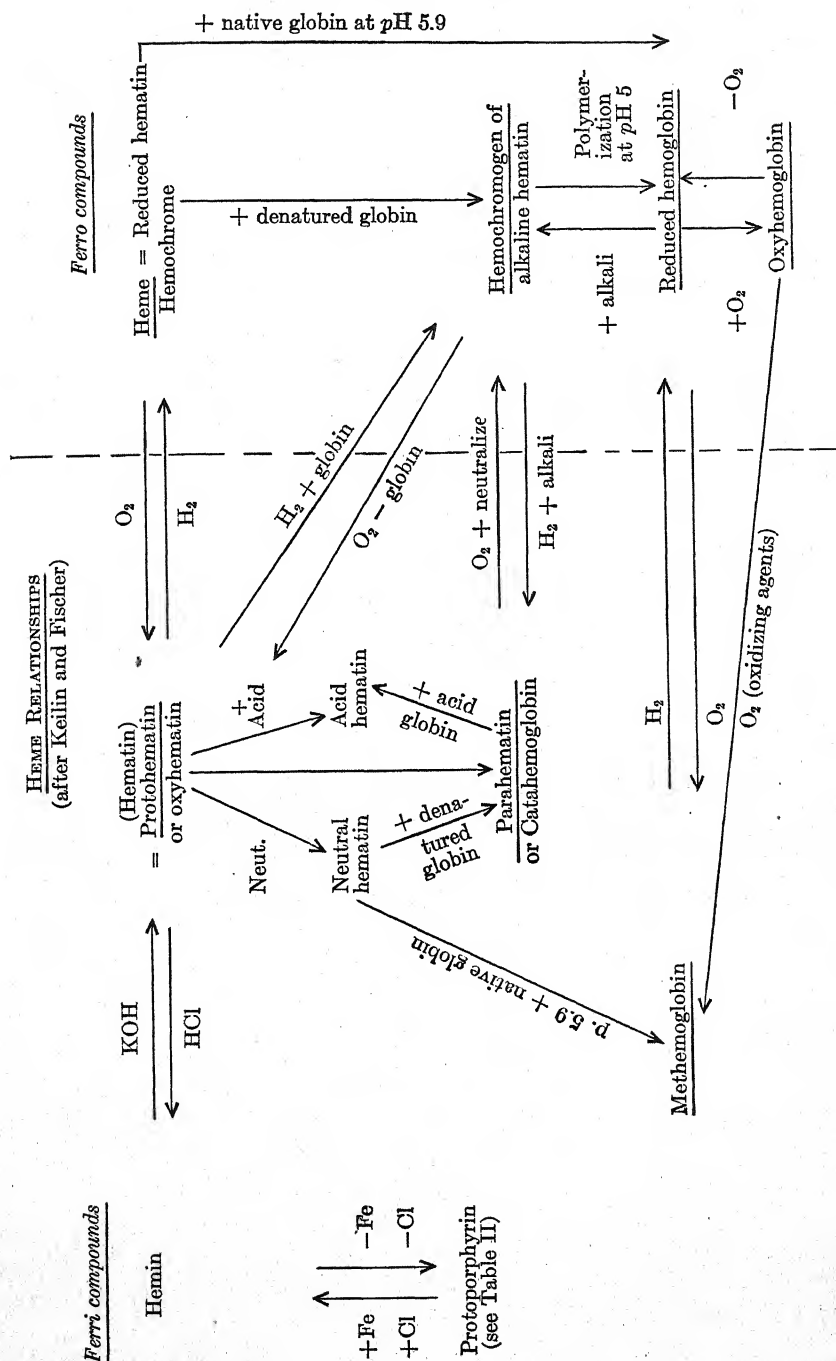 HEME RELATIONSHIPS
(after Keilin and Fischer)
Ferri compounds
Ferro compounds
Hemin
KOH
HCl
(Hematin)
= Protohematin
or oxyhematin
O₂
H₂
Heme = Reduced hematin
Hemochrome
+ native globin at pH 5.9
+Fe
+Cl
−Fe
−Cl
Protoporphyrin
(see Table II)
Neut.
+
Acid
Neutral
hematin
Acid
hematin
H₂ + globin
O₂ − globin
+ denatured globin
+ dena-
tured
globin
+ acid
globin
p. 5.9 + native globin
Parahematin
or Catahemoglobin
O₂ + neutralize
H₂ + alkali
Hemochromogen of
alkaline hematin
+ alkali
Polymer-
ization
at pH 5
Methemoglobin
H₂
O₂
O₂ (oxidizing agents)
Reduced hemoglobin
+O₂
−O₂
Oxyhemoglobin